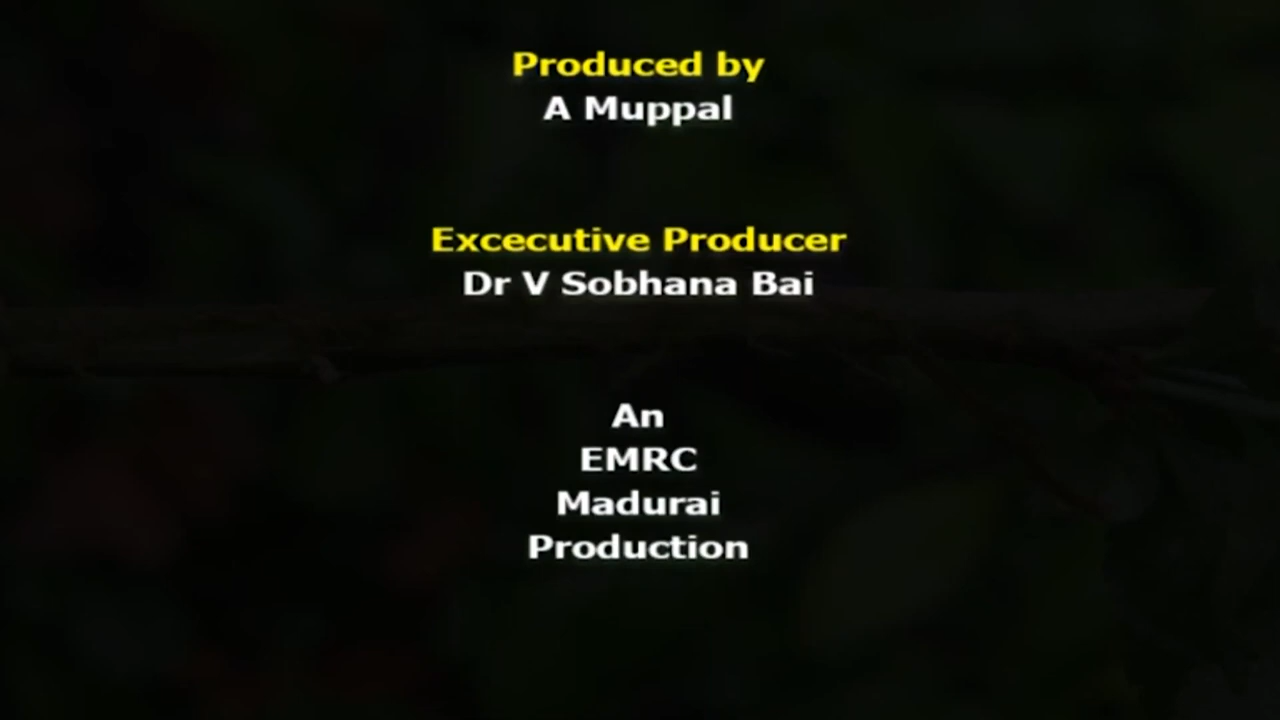 Produced by
A Muppal
Excecutive Producer
Dr V Sobhana Bai
An
EMRC
Madurai
Production